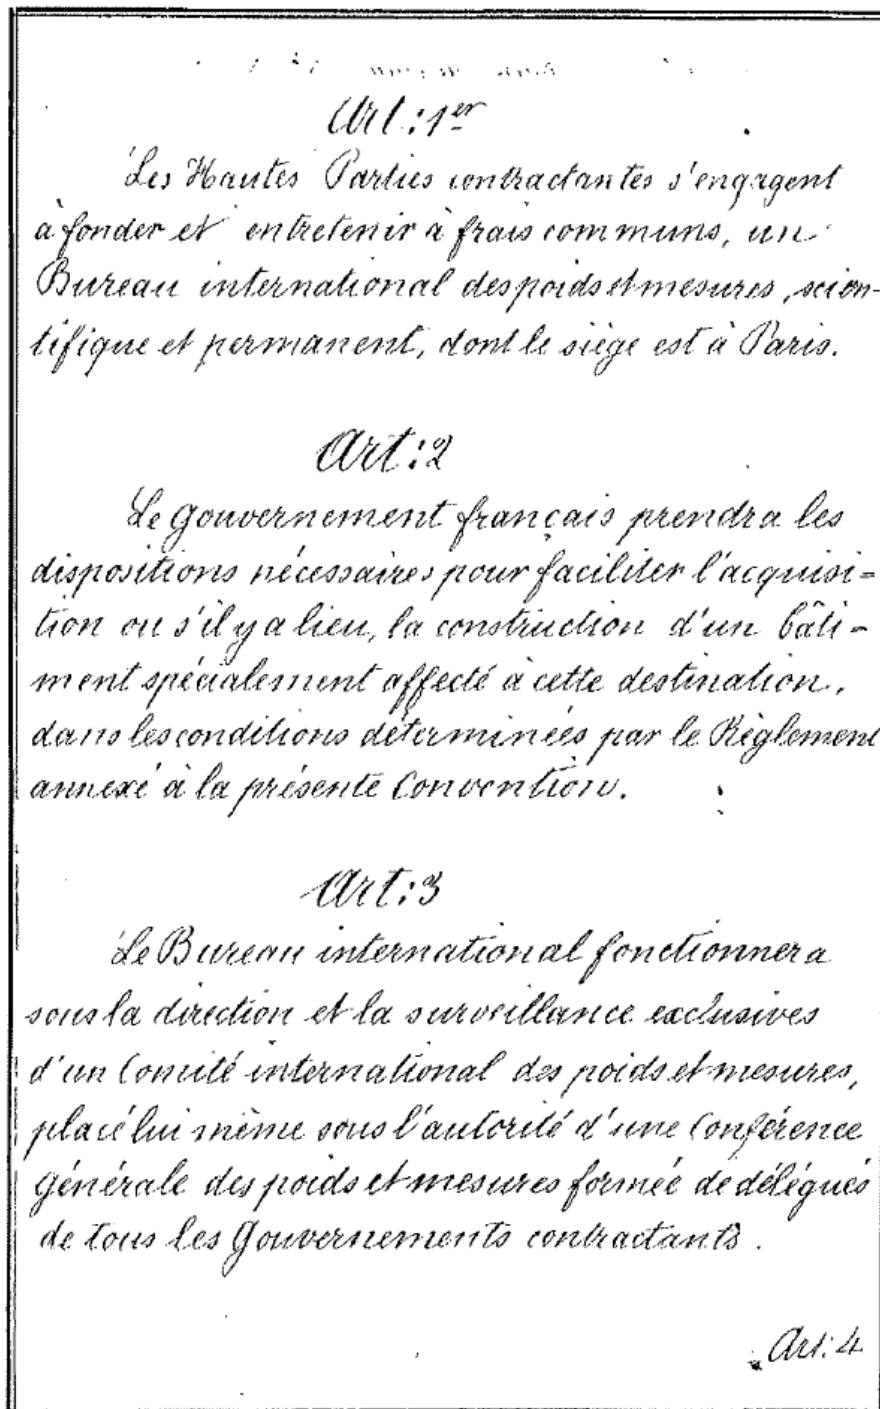 Art: 1er
Les Hautes Parties contractantes s'engagent
à fonder et entretenir à frais communs, un
Bureau international des poids et mesures, scien-
tifique et permanent, dont le siège est à Paris.
Art: 2
Le Gouvernement français prendra les
dispositions nécessaires pour faciliter l'acquisi-
tion ou s'il y a lieu, la construction d'un bâti-
ment spécialement affecté à cette destination,
dans les conditions déterminées par le Règlement
annexé à la présente Convention.
Art: 3
Le Bureau international fonctionnera
sous la direction et la surveillance exclusives
d'un Comité international des poids et mesures,
placé lui même sous l'autorité d'une Conférence
générale des poids et mesures formée de délégués
de tous les Gouvernements contractants.
Art: 4